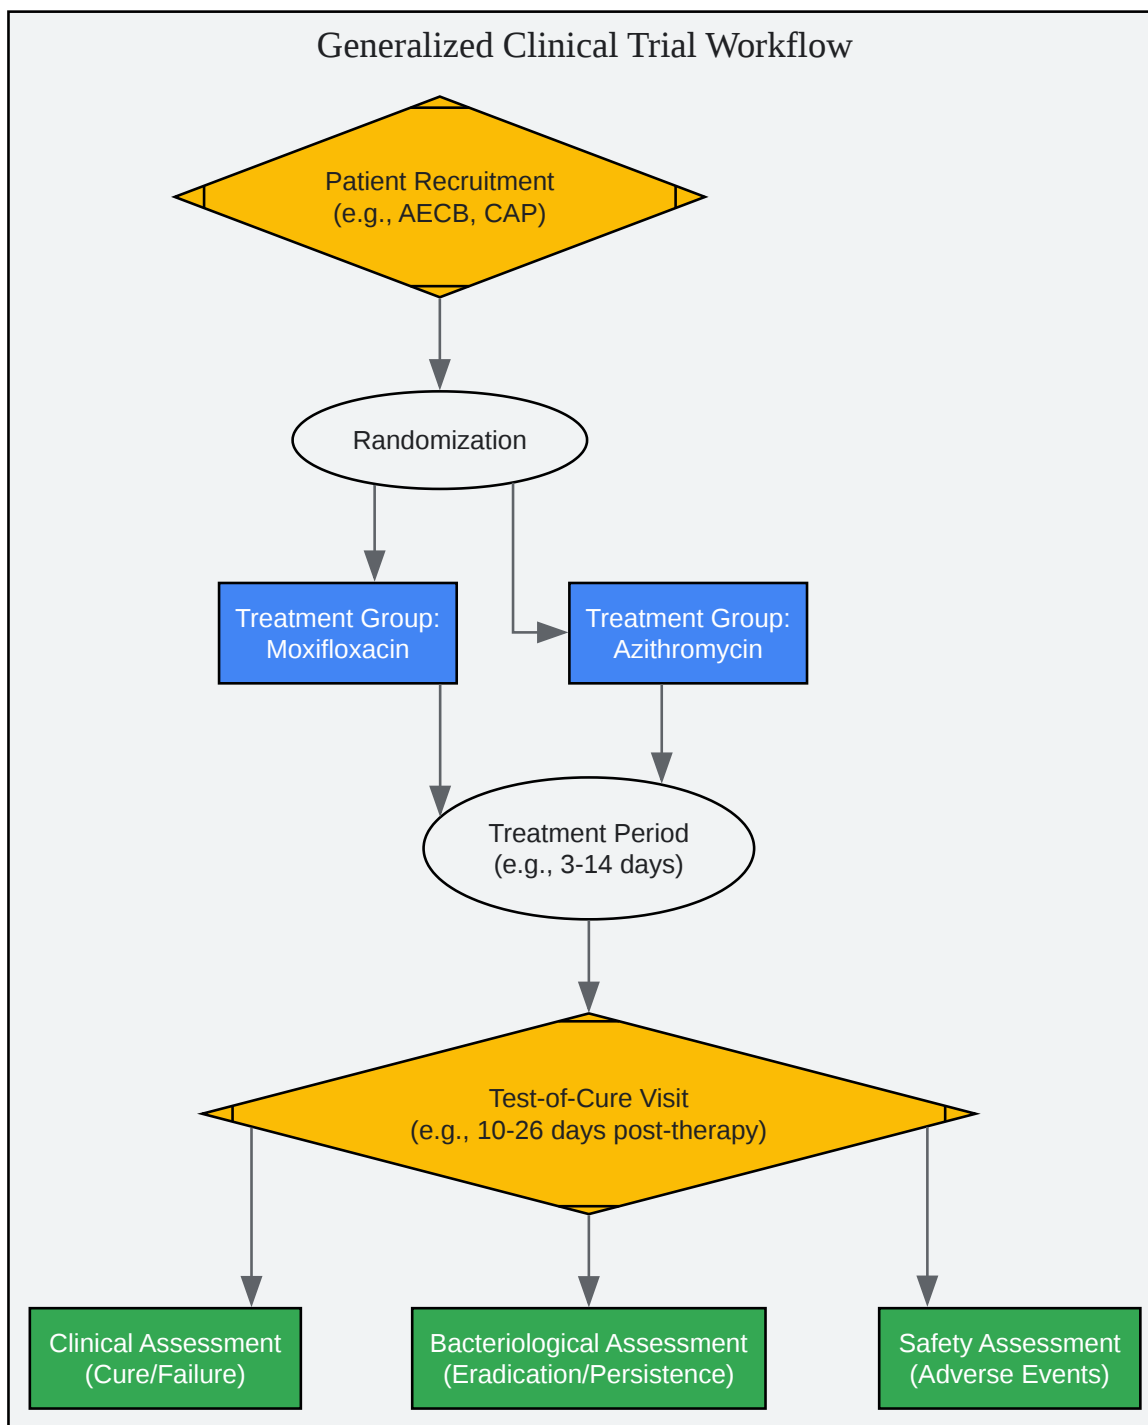 Generalized Clinical Trial Workflow
Patient Recruitment
(e.g., AECB, CAP)
Randomization
Treatment Group:
Moxifloxacin
Treatment Group:
Azithromycin
Treatment Period
(e.g., 3-14 days)
Test-of-Cure Visit
(e.g., 10-26 days post-therapy)
Clinical Assessment
(Cure/Failure)
Bacteriological Assessment
(Eradication/Persistence)
Safety Assessment
(Adverse Events)